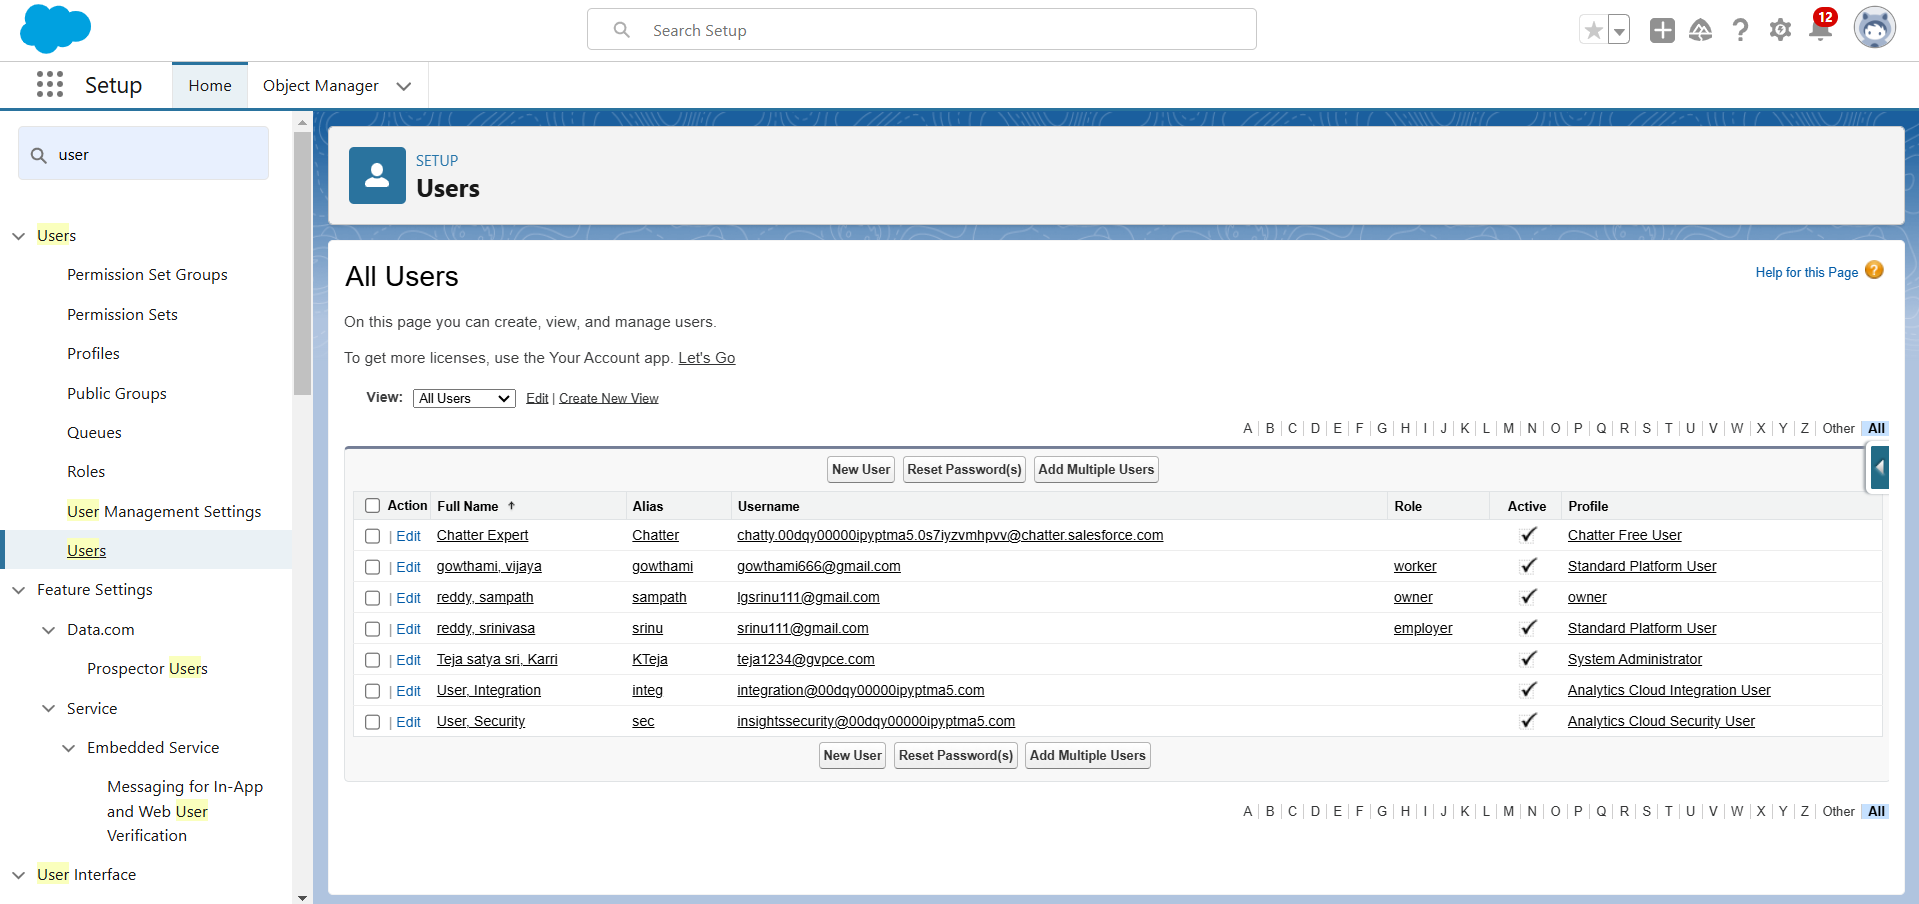 Search Setup
12
Setup
Home
Object Manager
user
Users
Permission Set Groups
Permission Sets
Profiles
Public Groups
Queues
Roles
User Management Settings
Users
Feature Settings
Data.com
Prospector Users
Service
Embedded Service
Messaging for In-App
and Web User
Verification
User Interface
SETUP
Users
All Users
Help for this Page ?
On this page you can create, view, and manage users.
To get more licenses, use the Your Account app. Let's Go
View: All Users Edit | Create New View
A | B | C | D | E | F | G | H | I | J | K | L | M | N | O | P | Q | R | S | T | U | V | W | X | Y | Z | Other All
New User Reset Password(s) Add Multiple Users
Action Full Name ↑ Alias Username Role Active Profile
| Edit Chatter Expert Chatter chatty.00dqy00000ipyptma5.0s7iyzvmhpvv@chatter.salesforce.com ✓ Chatter Free User
| Edit gowthami, vijaya gowthami gowthami666@gmail.com worker ✓ Standard Platform User
| Edit reddy, sampath sampath lgsrinu111@gmail.com owner ✓ owner
| Edit reddy, srinivasa srinu srinu111@gmail.com employer ✓ Standard Platform User
| Edit Teja satya sri, Karri KTeja teja1234@gvpce.com ✓ System Administrator
| Edit User, Integration integ integration@00dqy00000ipyptma5.com ✓ Analytics Cloud Integration User
| Edit User, Security sec insightssecurity@00dqy00000ipyptma5.com ✓ Analytics Cloud Security User
New User Reset Password(s) Add Multiple Users
A | B | C | D | E | F | G | H | I | J | K | L | M | N | O | P | Q | R | S | T | U | V | W | X | Y | Z | Other All